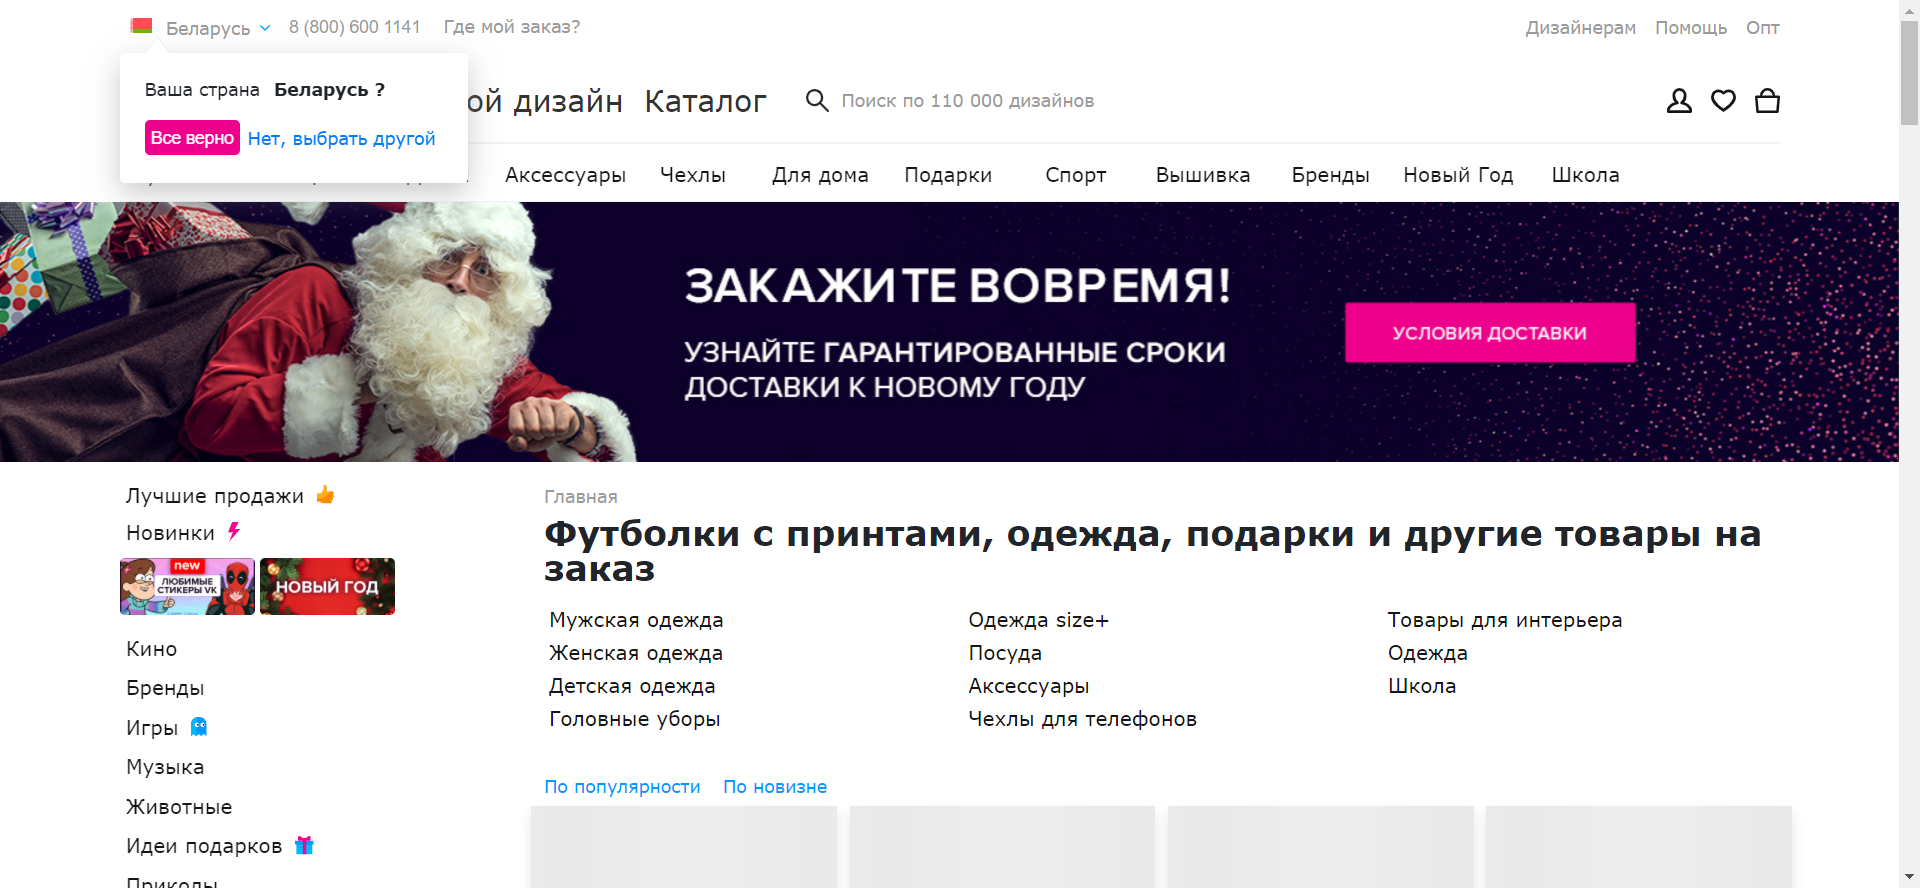 Беларусь
8 (800) 600 1141
Где мой заказ?
Дизайнерам
Помощь
Опт
Ваша страна Беларусь ?
Все верно
Нет, выбрать другой
ой дизайн
Каталог
Поиск по 110 000 дизайнов
Аксессуары
Чехлы
Для дома
Подарки
Спорт
Вышивка
Бренды
Новый Год
Школа
ЗАКАЖИТЕ ВОВРЕМЯ!
УЗНАЙТЕ ГАРАНТИРОВАННЫЕ СРОКИ
ДОСТАВКИ К НОВОМУ ГОДУ
УСЛОВИЯ ДОСТАВКИ
Лучшие продажи
Новинки
new
ЛЮБИМЫЕ
СТИКЕРЫ VK
НОВЫЙ ГОД
Кино
Бренды
Игры
Музыка
Животные
Идеи подарков
Приколы
Главная
Футболки с принтами, одежда, подарки и другие товары на
заказ
Мужская одежда
Женская одежда
Детская одежда
Головные уборы
Одежда size+
Посуда
Аксессуары
Чехлы для телефонов
Товары для интерьера
Одежда
Школа
По популярности
По новизне